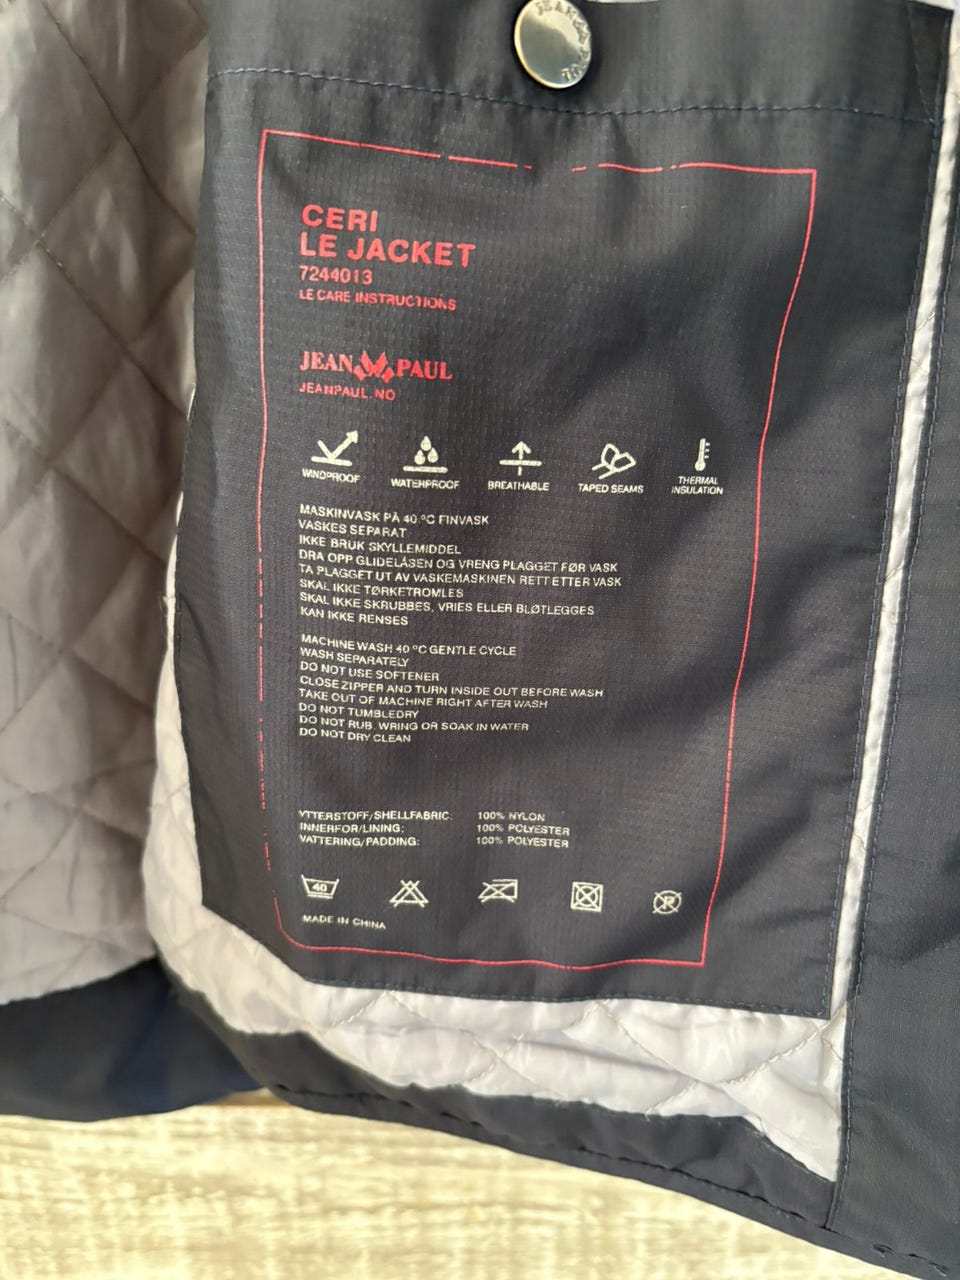 JEAN PAUL
CERI
LE JACKET
7244013
LE CARE INSTRUCTIONS
JEAN PAUL
JEANPAUL.NO
WINDPROOF
WATERPROOF
BREATHABLE
TAPED SEAMS
THERMAL
INSULATION
MASKINVASK PÅ 40 °C FINVASK
VASKES SEPARAT
IKKE BRUK SKYLLEMIDDEL
DRA OPP GLIDELÅSEN OG VRENG PLAGGET FØR VASK
TA PLAGGET UT AV VASKEMASKINEN RETT ETTER VASK
SKAL IKKE TØRKETROMLES
SKAL IKKE SKRUBBES, VRIES ELLER BLØTLEGGES
KAN IKKE RENSES
MACHINE WASH 40 °C GENTLE CYCLE
WASH SEPARATELY
DO NOT USE SOFTENER
CLOSE ZIPPER AND TURN INSIDE OUT BEFORE WASH
TAKE OUT OF MACHINE RIGHT AFTER WASH
DO NOT TUMBLEDRY
DO NOT RUB, WRING OR SOAK IN WATER
DO NOT DRY CLEAN
YTTERSTOFF/SHELLFABRIC: 100% NYLON
INNERFOR/LINING: 100% POLYESTER
VATTERING/PADDING: 100% POLYESTER
40
R
MADE IN CHINA